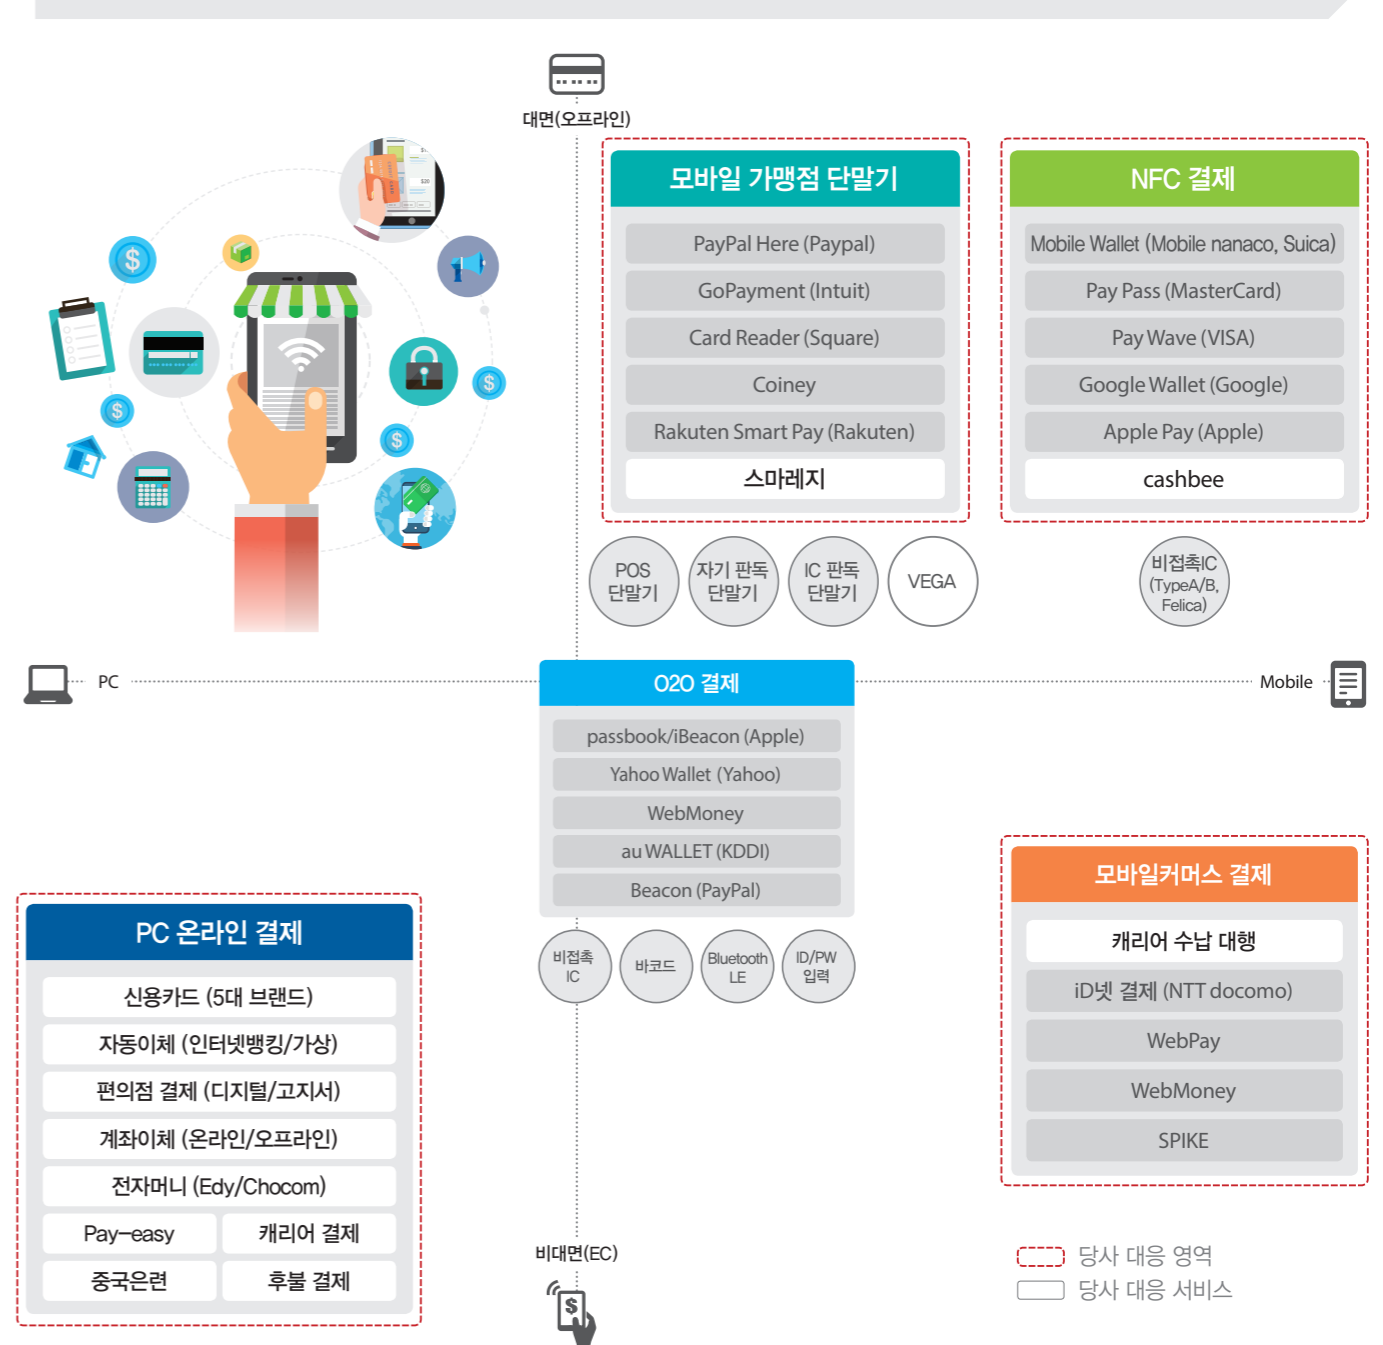 대면(오프라인)
모바일 가맹점 단말기
PayPal Here (Paypal)
GoPayment (Intuit)
Card Reader (Square)
Coiney
Rakuten Smart Pay (Rakuten)
스마레지
NFC 결제
Mobile Wallet (Mobile nanaco, Suica)
Pay Pass (MasterCard)
Pay Wave (VISA)
Google Wallet (Google)
Apple Pay (Apple)
cashbee
POS
단말기
자기 판독
단말기
IC 판독
단말기
VEGA
비접촉IC
(TypeA/B,
Felica)
PC
Mobile
O2O 결제
passbook/iBeacon (Apple)
Yahoo Wallet (Yahoo)
WebMoney
au WALLET (KDDI)
Beacon (PayPal)
비접촉
IC
바코드
Bluetooth
LE
ID/PW
입력
PC 온라인 결제
신용카드 (5대 브랜드)
자동이체 (인터넷뱅킹/가상)
편의점 결제 (디지털/고지서)
계좌이체 (온라인/오프라인)
전자머니 (Edy/Chocom)
Pay-easy
캐리어 결제
중국은련
후불 결제
모바일커머스 결제
캐리어 수납 대행
iD넷 결제 (NTT docomo)
WebPay
WebMoney
SPIKE
비대면(EC)
당사 대응 영역
당사 대응 서비스